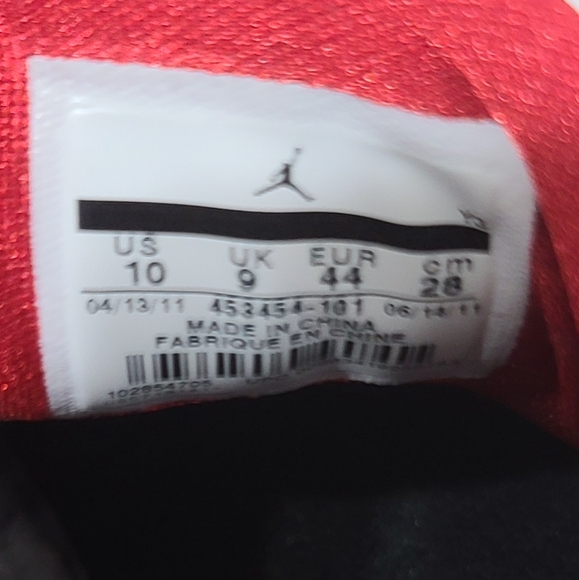 US UK EUR cm
10 9 44 28
04/13/11 453454-101 06/14/11
MADE IN CHINA
FABRIQUE EN CHINE
102854705